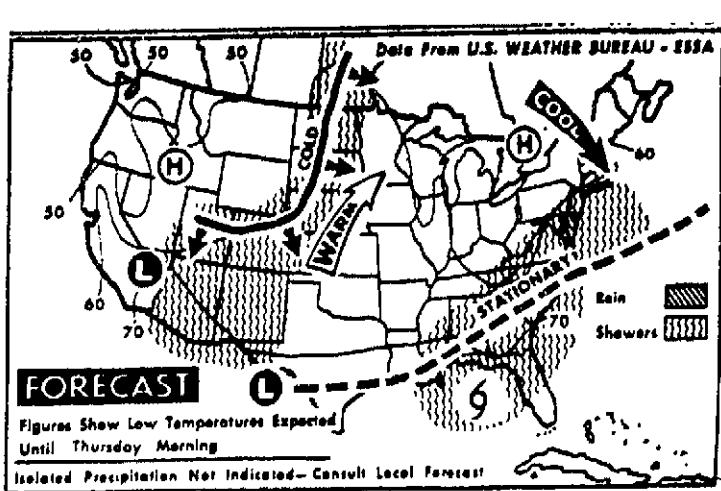 50
50
50
Data From U.S. WEATHER BUREAU - ESSA
COLD
COOL
H
H
60
50
WARM
L
STATIONARY
60
70
Rain
70
Showers
FORECAST
L
Figures Show Low Temperatures Expected
Until Thursday Morning
Isolated Precipitation Not Indicated— Consult Local Forecast